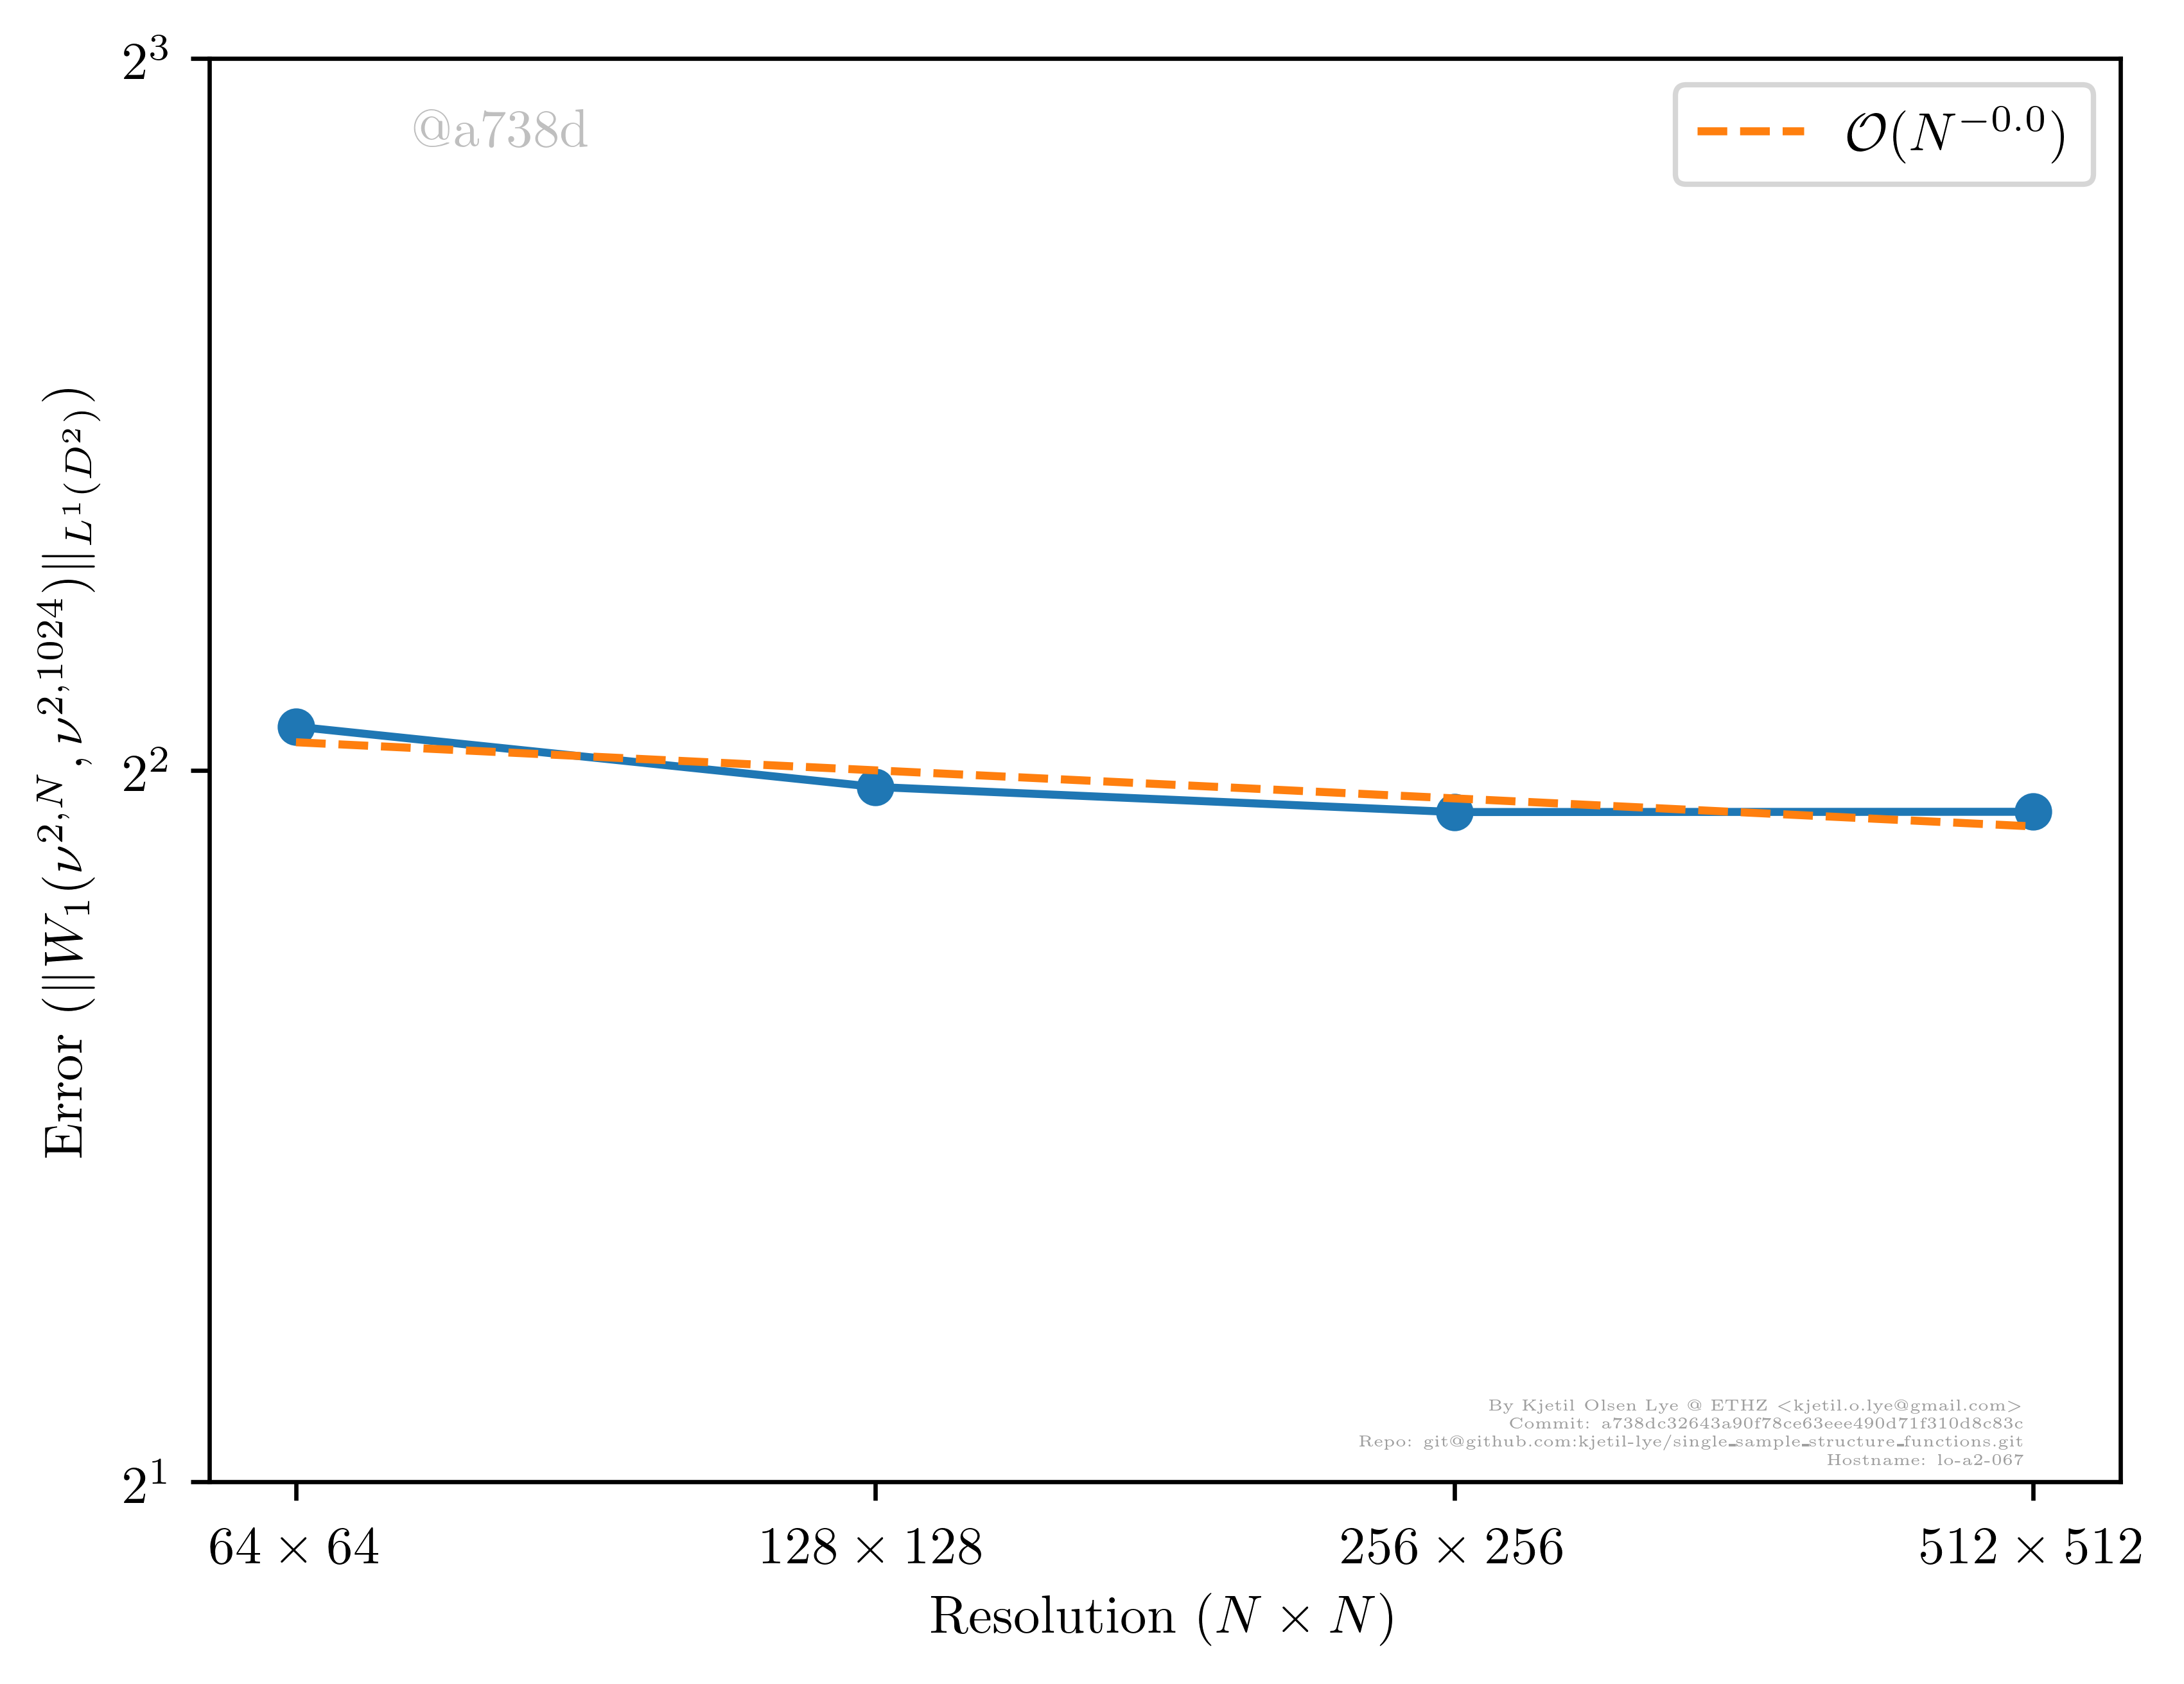 2^3
@a738d
O(N^{-0.0})
Error (||W_1(ν^{2,N}, ν^{2,1024})||_{L^1(D^2)})
2^2
By Kjetil Olsen Lye @ ETHZ <kjetil.o.lye@gmail.com>
Commit: a738dc32643a90f78ce63eee490d71f310d8c83c
Repo: git@github.com:kjetil-lye/single_sample_structure_functions.git
Hostname: lo-a2-067
2^1
64 × 64
128 × 128
256 × 256
512 × 512
Resolution (N × N)